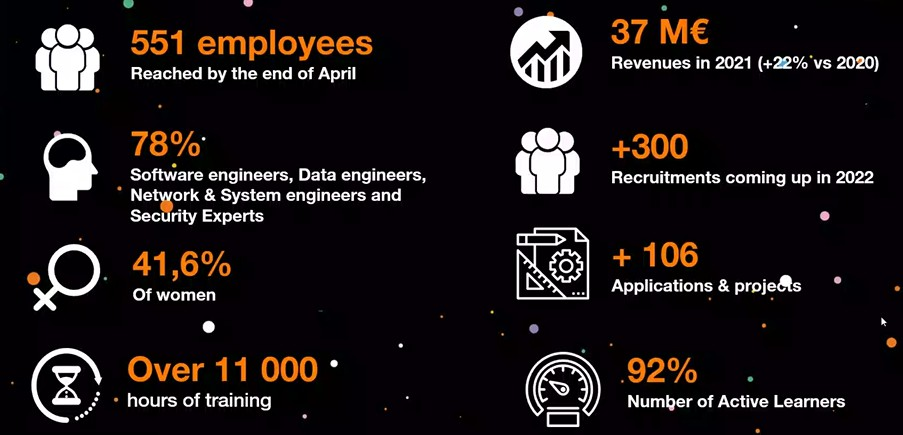 551 employees
Reached by the end of April
78%
Software engineers, Data engineers,
Network & System engineers and
Security Experts
41,6%
Of women
Over 11 000
hours of training
37 M€
Revenues in 2021 (+22% vs 2020)
+300
Recruitments coming up in 2022
+ 106
Applications & projects
92%
Number of Active Learners